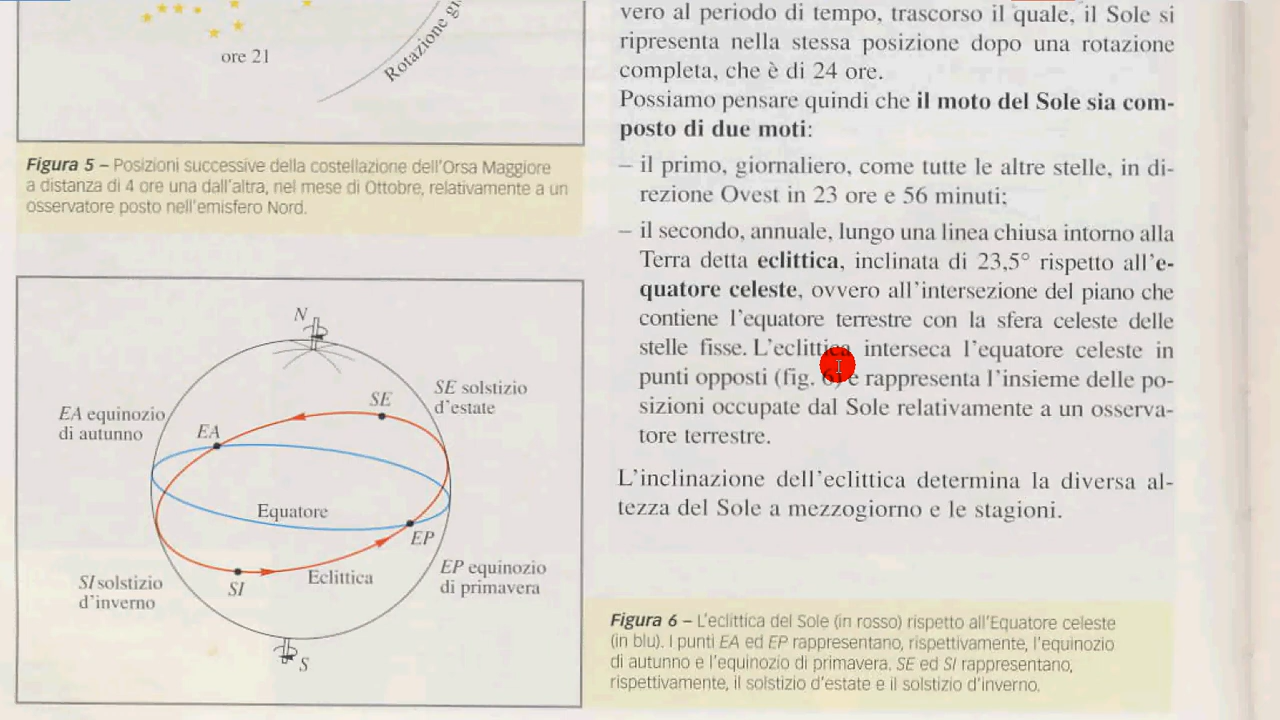 ore 21
Rotazione
Figura 5 – Posizioni successive della costellazione dell'Orsa Maggiore
a distanza di 4 ore una dall'altra, nel mese di Ottobre, relativamente a un
osservatore posto nell'emisfero Nord.
N
SE solstizio
d'estate
SE
EA equinozio
di autunno
EA
Equatore
EP
EP equinozio
di primavera
Eclittica
SI
SI solstizio
d'inverno
S
vero al periodo di tempo, trascorso il quale, il Sole si
ripresenta nella stessa posizione dopo una rotazione
completa, che è di 24 ore.
Possiamo pensare quindi che il moto del Sole sia com-
posto di due moti:
– il primo, giornaliero, come tutte le altre stelle, in di-
rezione Ovest in 23 ore e 56 minuti;
– il secondo, annuale, lungo una linea chiusa intorno alla
Terra detta eclittica, inclinata di 23,5° rispetto all'e-
quatore celeste, ovvero all'intersezione del piano che
contiene l'equatore terrestre con la sfera celeste delle
stelle fisse. L'eclittica interseca l'equatore celeste in
punti opposti (fig. 6) e rappresenta l'insieme delle po-
sizioni occupate dal Sole relativamente a un osserva-
tore terrestre.
L'inclinazione dell'eclittica determina la diversa al-
tezza del Sole a mezzogiorno e le stagioni.
Figura 6 – L'eclittica del Sole (in rosso) rispetto all'Equatore celeste
(in blu). I punti EA ed EP rappresentano, rispettivamente, l'equinozio
di autunno e l'equinozio di primavera. SE ed SI rappresentano,
rispettivamente, il solstizio d'estate e il solstizio d'inverno.